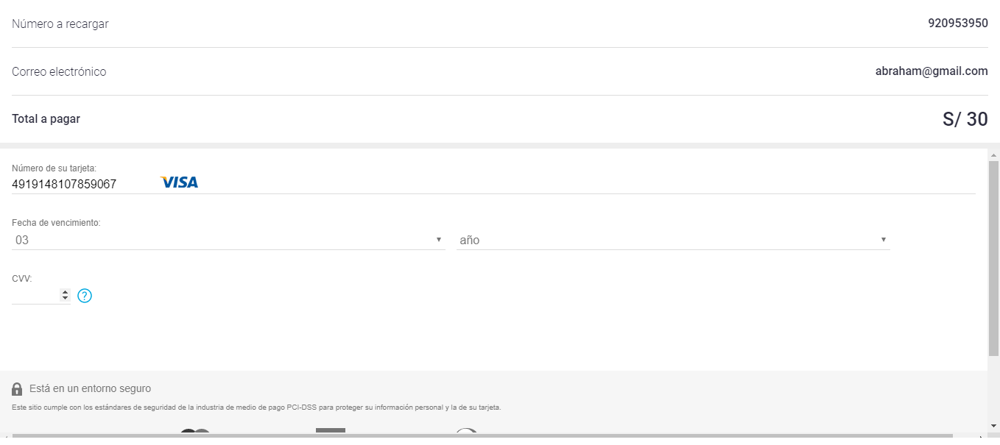 Número a recargar 920953950
Correo electrónico abraham@gmail.com
Total a pagar S/ 30
Número de su tarjeta:
4919148107859067 VISA
Fecha de vencimiento:
03 año
CVV:
?
Está en un entorno seguro
Este sitio cumple con los estándares de seguridad de la industria de medio de pago PCI-DSS para proteger su información personal y la de su tarjeta.